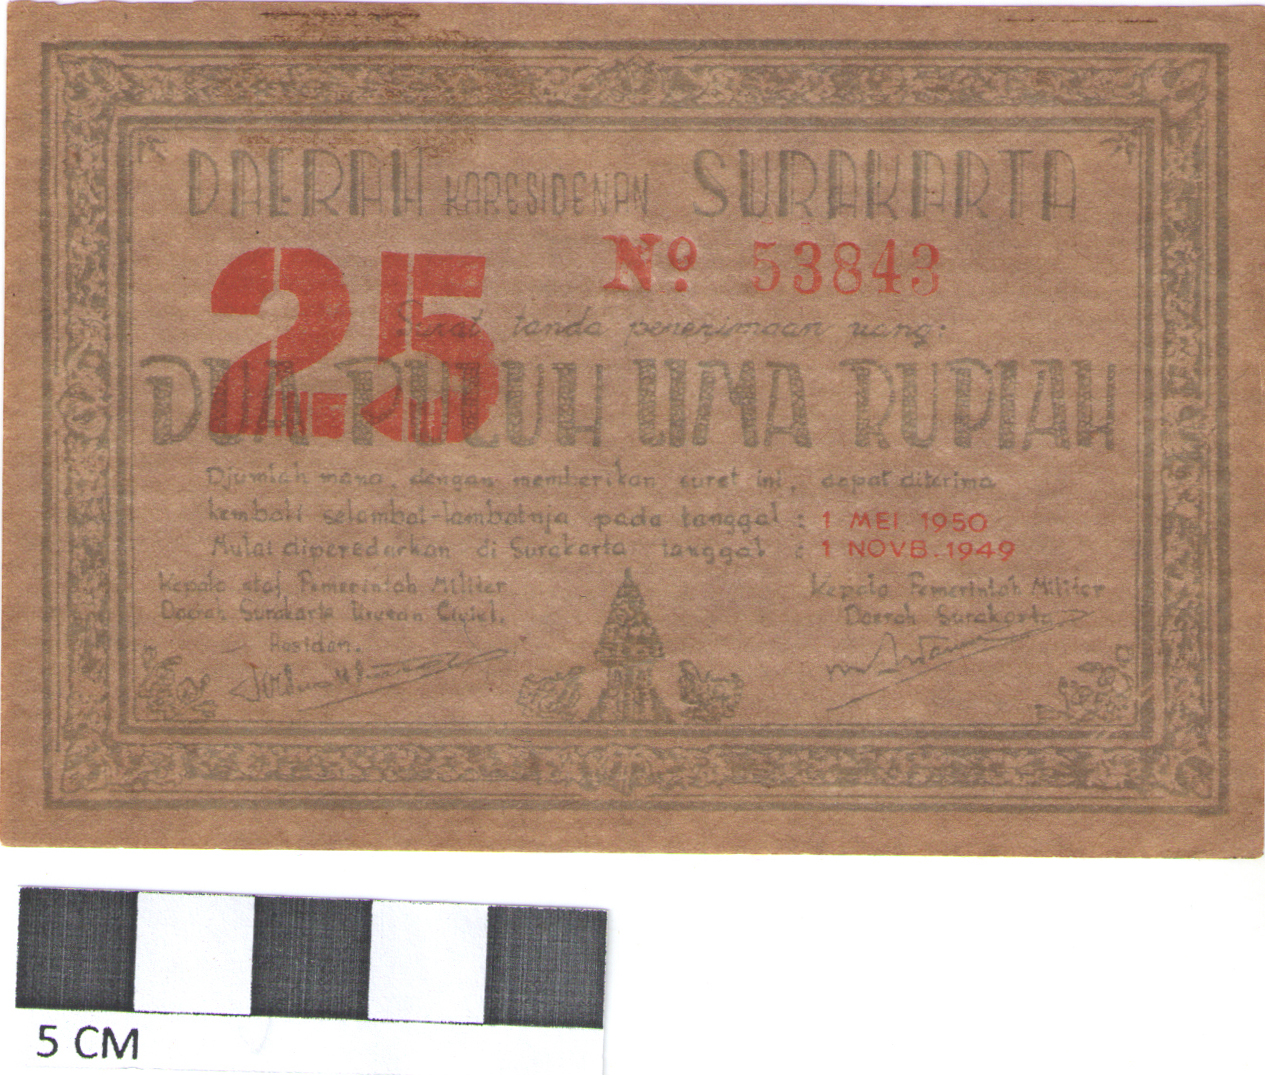 DAERAH KARESIDENAN SURAKARTA
25 No. 53843
Surat tanda penerimaan uang:
DUA PULUH LIMA RUPIAH
Djumlah mana, dengan memberikan suret ini, dapat diterima
kembali selambat-lambatnja pada tanggal : 1 MEI 1950
Mulai diperedarkan di Surakarta tanggal : 1 NOVB. 1949
Kepala staf Pemerintah Militer
Daerah Surakarta Urusan Cipiel.
Residen.
Kepala Pemerintah Militer
Daerah Surakarta
5 CM